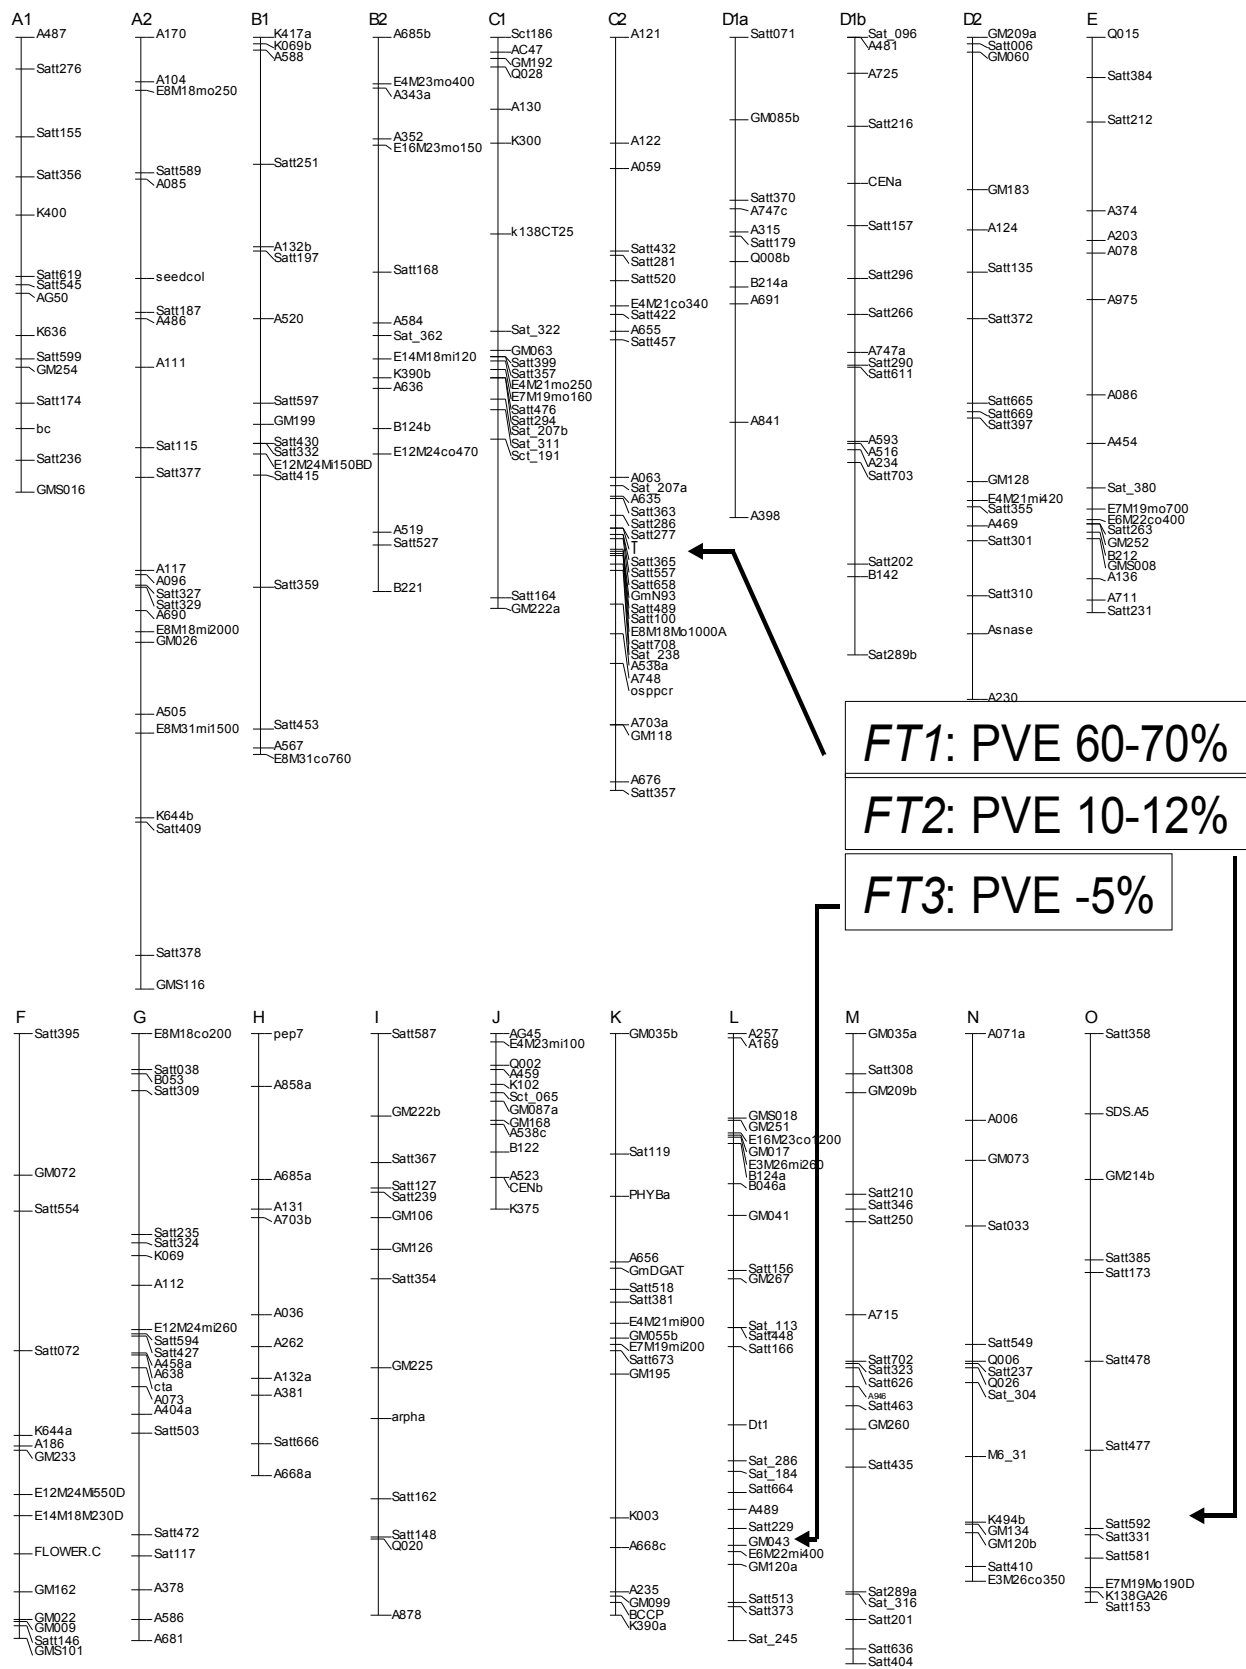 A1
A487
Satt276
Satt155
Satt356
K400
Satt619
Satt545
AG50
K636
Satt599
GM254
Satt174
bc
Satt236
GMS016
A2
A170
A104
E8M18mo250
Satt589
A085
seedcol
Satt187
A486
A111
Sat115
Satt377
A117
A096
Satt327
Satt329
A690
E8M18mi2000
GM026
A505
E8M31mi1500
K644b
Satt409
Satt378
GMS116
B1
K417a
K069b
A588
Satt251
A132b
Satt197
A520
Satt597
GM199
Satt430
Satt332
E12M24Mi150BD
Satt415
Satt359
Satt453
A567
E8M31co760
B2
A685b
E4M23mo400
A343a
A352
E16M23mo150
Satt168
A584
Sat_362
E14M18mi120
K390b
A636
B124b
E12M24co470
A519
Satt527
B221
C1
Sct186
AC47
GM192
Q028
A130
K300
k138CT25
Sat_322
GM063
Satt399
Satt357
E4M21mo250
E7M19mo160
Satt476
Satt294
Sat_207b
Sat_311
Sct_191
Satt164
GM222a
C2
A121
A122
A059
Satt432
Satt281
Satt520
E4M21co340
Satt422
A655
Satt457
A063
Sat_207a
A635
Satt363
Satt286
Satt277
T
Satt365
Satt557
Satt658
GmN93
Satt489
Satt100
E8M18Mo1000A
Satt708
Sat_238
A538a
A748
osppcr
A703a
GM118
A676
Satt357
D1a
Satt071
GM085b
Satt370
A747c
A315
Satt179
Q008b
B214a
A691
A841
A398
D1b
Sat_096
A481
A725
Satt216
CENa
Satt157
Satt296
Satt266
A747a
Satt290
Satt611
A593
A516
A234
Satt703
Satt202
B142
Sat289b
D2
GM209a
Satt006
GM060
GM183
A124
Satt135
Satt372
Satt665
Satt669
Satt397
GM128
E4M21mi420
Satt355
A469
Satt301
Satt310
Asnase
A230
E
Q015
Satt384
Satt212
A374
A203
A078
A975
A086
A454
Sat_380
E7M19mo700
E6M22co400
Satt263
GM252
B212
GMS008
A136
A711
Satt231
FT1: PVE 60-70%
FT2: PVE 10-12%
FT3: PVE -5%
F
Satt395
GM072
Satt554
Satt072
K644a
A186
GM233
E12M24Mi550D
E14M18M230D
FLOWER.C
GM162
GM022
GM009
Satt146
GMS101
G
E8M18co200
Satt038
B053
Satt309
Satt235
Satt324
K069
A112
E12M24mi260
Satt594
Satt427
A458a
A638
cta
A073
A404a
Satt503
Satt472
Sat117
A378
A586
A681
H
pep7
A858a
A685a
A131
A703b
A036
A262
A132a
A381
Satt666
A668a
I
Satt587
GM222b
Satt367
Satt127
Satt239
GM106
GM126
Satt354
GM225
arpha
Satt162
Satt148
Q020
A878
J
AG45
E4M23mi100
Q002
A459
K102
Sct_065
GM087a
GM168
A538c
B122
A523
CENb
K375
K
GM035b
Sat119
PHYBa
A656
GmDGAT
Satt518
Satt381
E4M21mi900
GM055b
E7M19mi200
Satt673
GM195
K003
A668c
A235
GM099
BCCP
K390a
L
A257
A169
GMS018
GM251
E16M23co1200
GM017
E3M26mi260
B124a
B046a
GM041
Satt156
GM267
Sat_113
Satt448
Satt166
Dt1
Sat_286
Sat_184
Satt664
A489
Satt229
GM043
E6M22mi400
GM120a
Satt513
Satt373
Sat_245
M
GM035a
Satt308
GM209b
Satt210
Satt346
Satt250
A715
Satt702
Satt323
Satt626
A946
Satt463
GM260
Satt435
Sat289a
Sat_316
Satt201
Satt636
Satt404
N
A071a
A006
GM073
Sat033
Satt549
Q006
Satt237
Q026
Sat_304
M6_31
K494b
GM134
GM120b
Satt410
E3M26co350
O
Satt358
SDS.A5
GM214b
Satt385
Satt173
Satt478
Satt477
Satt592
Satt331
Satt581
E7M19Mo190D
K138GA26
Satt153